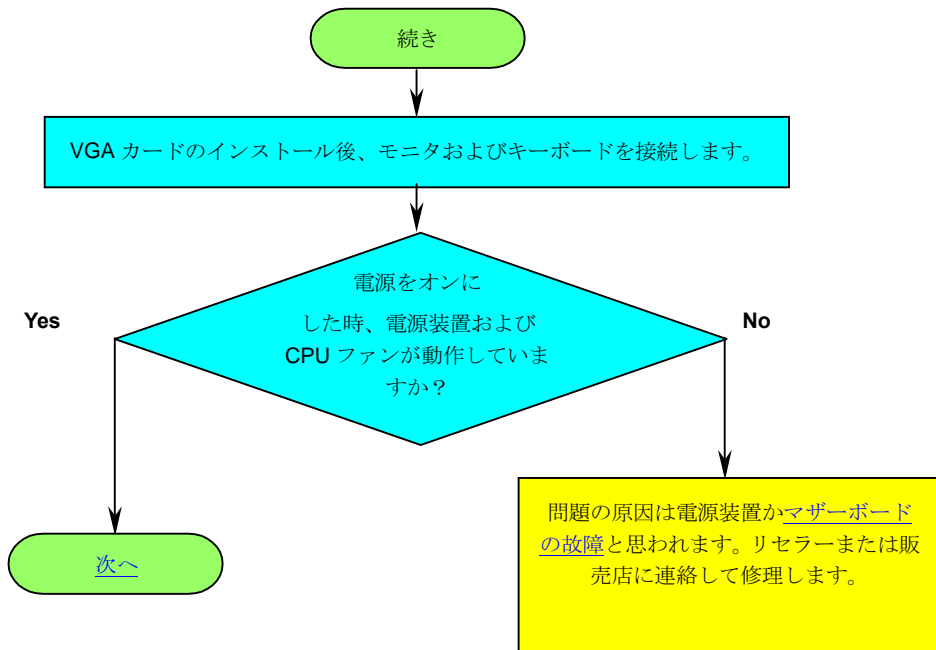 続き
VGA カードのインストール後、モニタおよびキーボードを接続します。
電源をオンに
した時、電源装置および
CPU ファンが動作していま
すか？
Yes
No
問題の原因は電源装置かマザーボード
の故障と思われます。リセラーまたは販
売店に連絡して修理します。
次へ